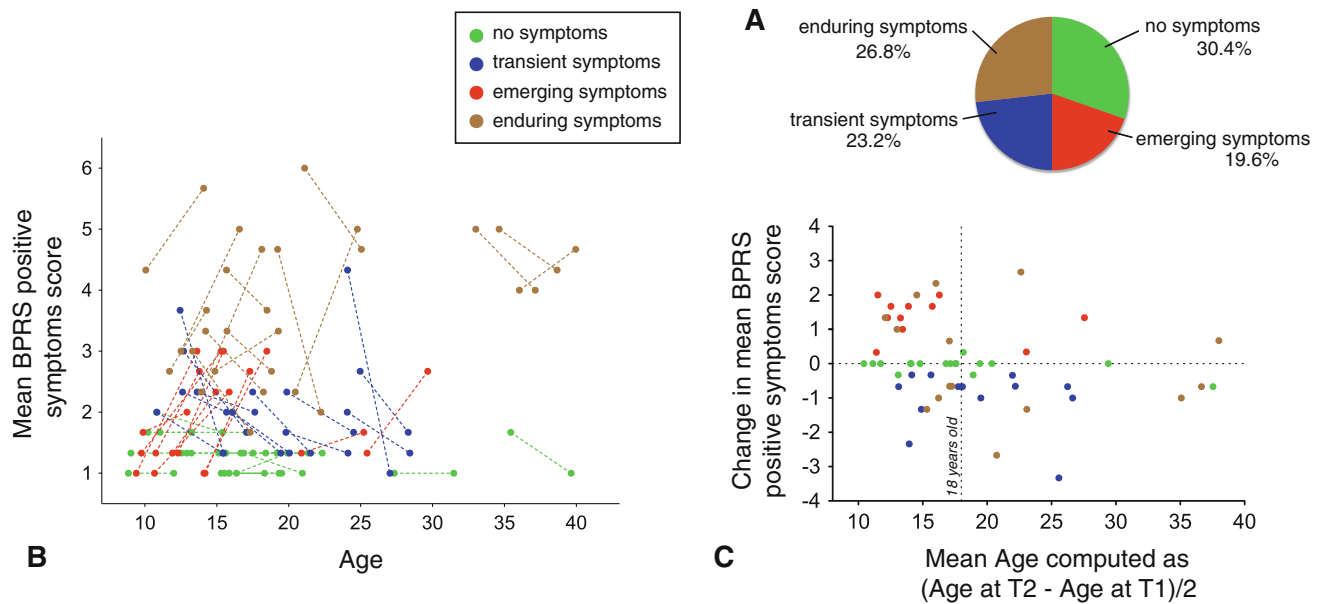 no symptoms
transient symptoms
emerging symptoms
enduring symptoms
Mean BPRS positive
symptoms score
6
5
4
3
2
1
10
15
20
25
30
35
40
Age
B
A
enduring symptoms
26.8%
no symptoms
30.4%
transient symptoms
23.2%
emerging symptoms
19.6%
Change in mean BPRS
positive symptoms score
4
3
2
1
0
-1
-2
-3
-4
18 years old
10
15
20
25
30
35
40
C
Mean Age computed as
(Age at T2 - Age at T1)/2